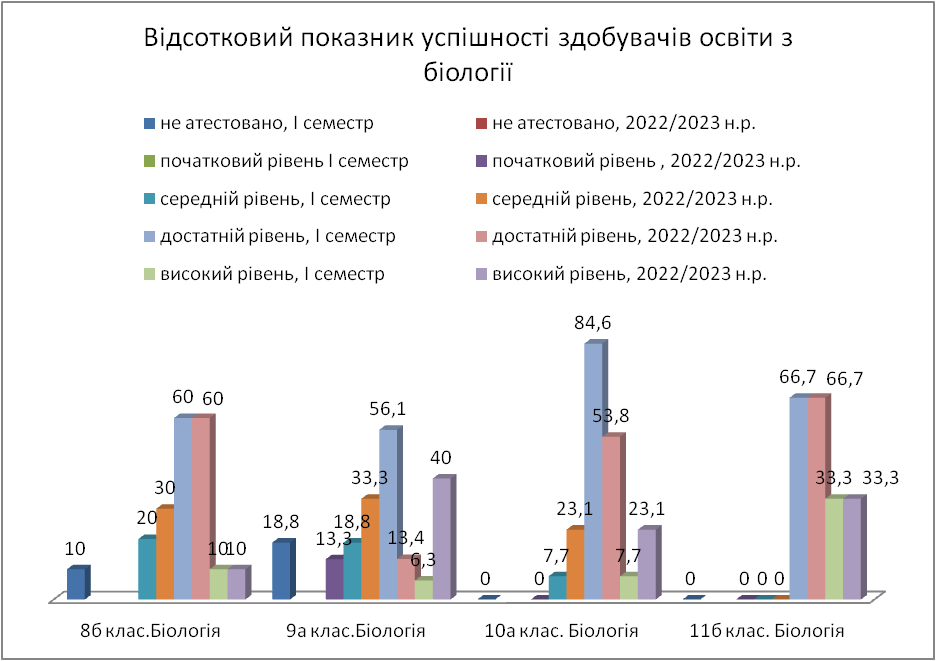 Відсотковий показник успішності здобувачів освіти з
біології
не атестовано, І семестр
не атестовано, 2022/2023 н.р.
початковий рівень І семестр
початковий рівень , 2022/2023 н.р.
середній рівень, І семестр
середній рівень, 2022/2023 н.р.
достатній рівень, І семестр
достатній рівень, 2022/2023 н.р.
високий рівень, І семестр
високий рівень, 2022/2023 н.р.
10
20
30
60
60
10
10
18,8
13,3
18,8
33,3
56,1
13,4
6,3
40
0
0
7,7
23,1
84,6
53,8
7,7
23,1
0
0
0
0
66,7
66,7
33,3
33,3
8б клас.Біологія
9а клас.Біологія
10а клас. Біологія
11б клас. Біологія